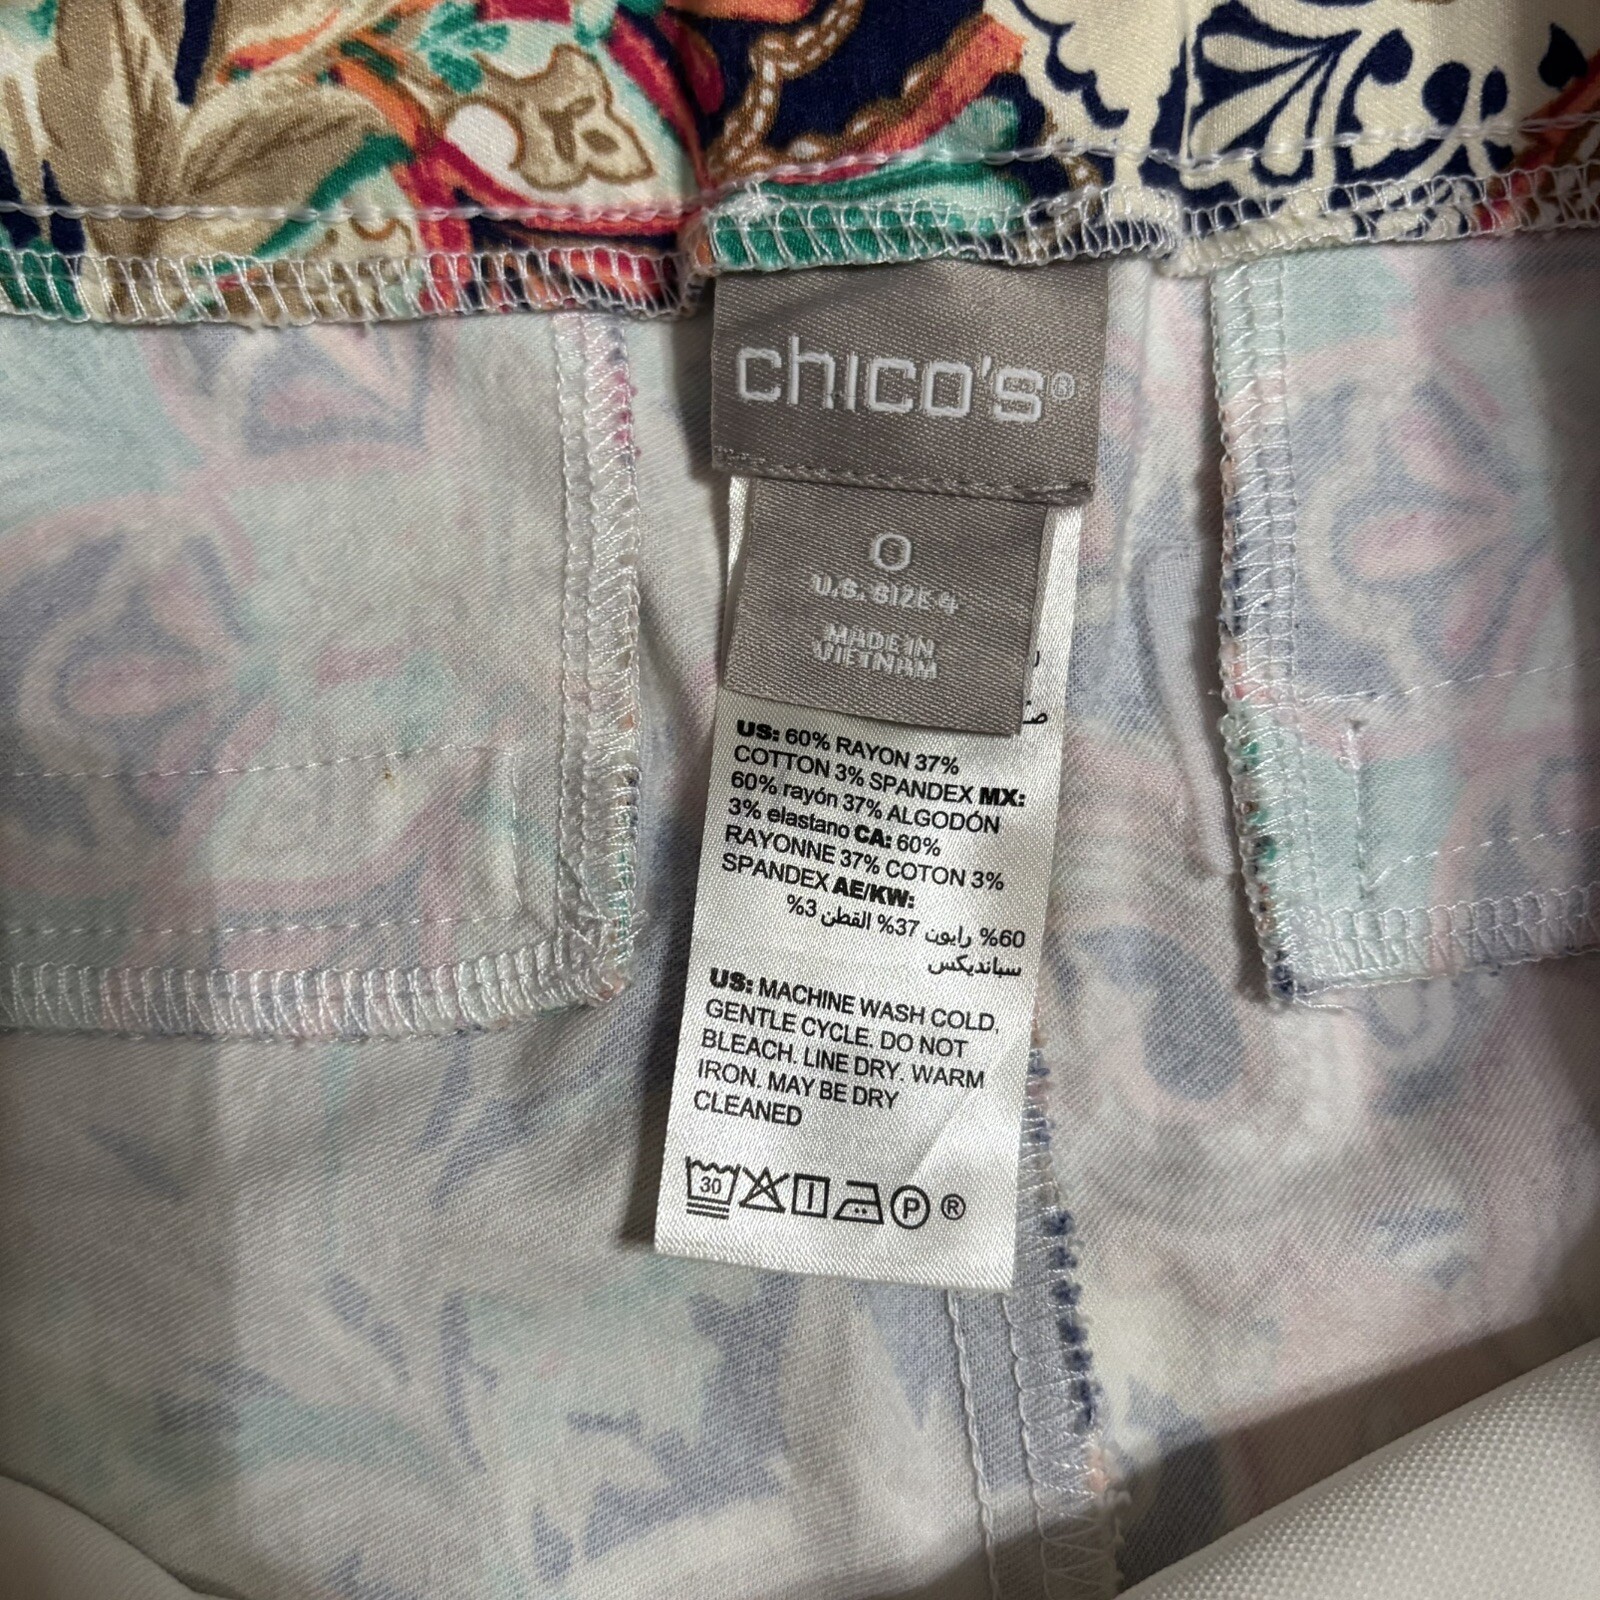 chico's®
0
U.S. SIZE 4
MADE IN
VIETNAM
US: 60% RAYON 37%
COTTON 3% SPANDEX MX:
60% rayón 37% ALGODÓN
3% elastano CA: 60%
RAYONNE 37% COTON 3%
SPANDEX AE/KW:
60% رايون 37% القطن 3%
سبانديكس
US: MACHINE WASH COLD,
GENTLE CYCLE. DO NOT
BLEACH. LINE DRY. WARM
IRON. MAY BE DRY
CLEANED
30 P ®